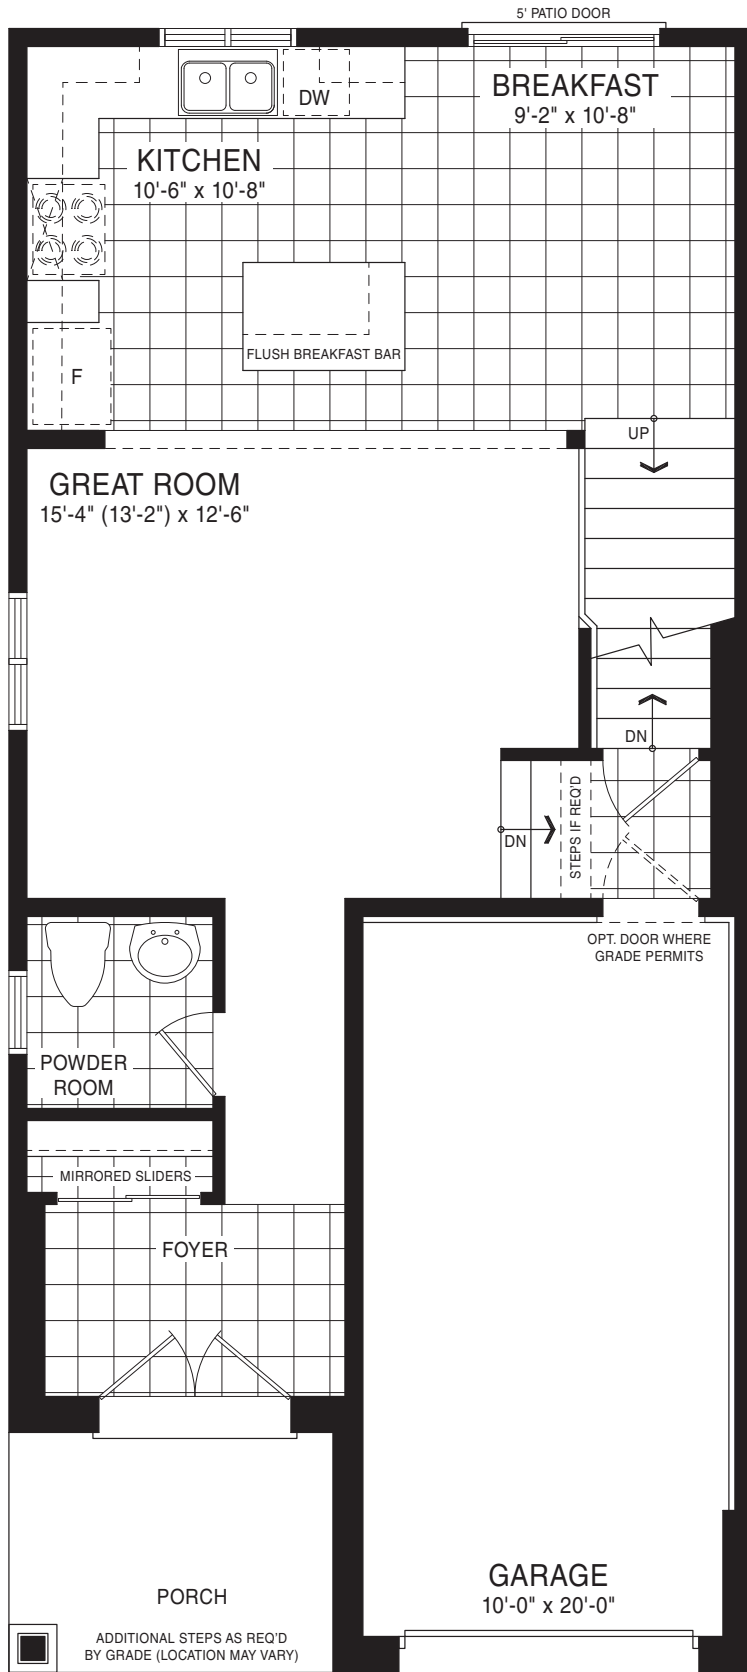 5' PATIO DOOR
BREAKFAST
9'-2" x 10'-8"
DW
KITCHEN
10'-6" x 10'-8"
FLUSH BREAKFAST BAR
F
UP
GREAT ROOM
15'-4" (13'-2") x 12'-6"
DN
DN
STEPS IF REQ'D
OPT. DOOR WHERE
GRADE PERMITS
POWDER
ROOM
MIRRORED SLIDERS
FOYER
GARAGE
10'-0" x 20'-0"
PORCH
ADDITIONAL STEPS AS REQ'D
BY GRADE (LOCATION MAY VARY)